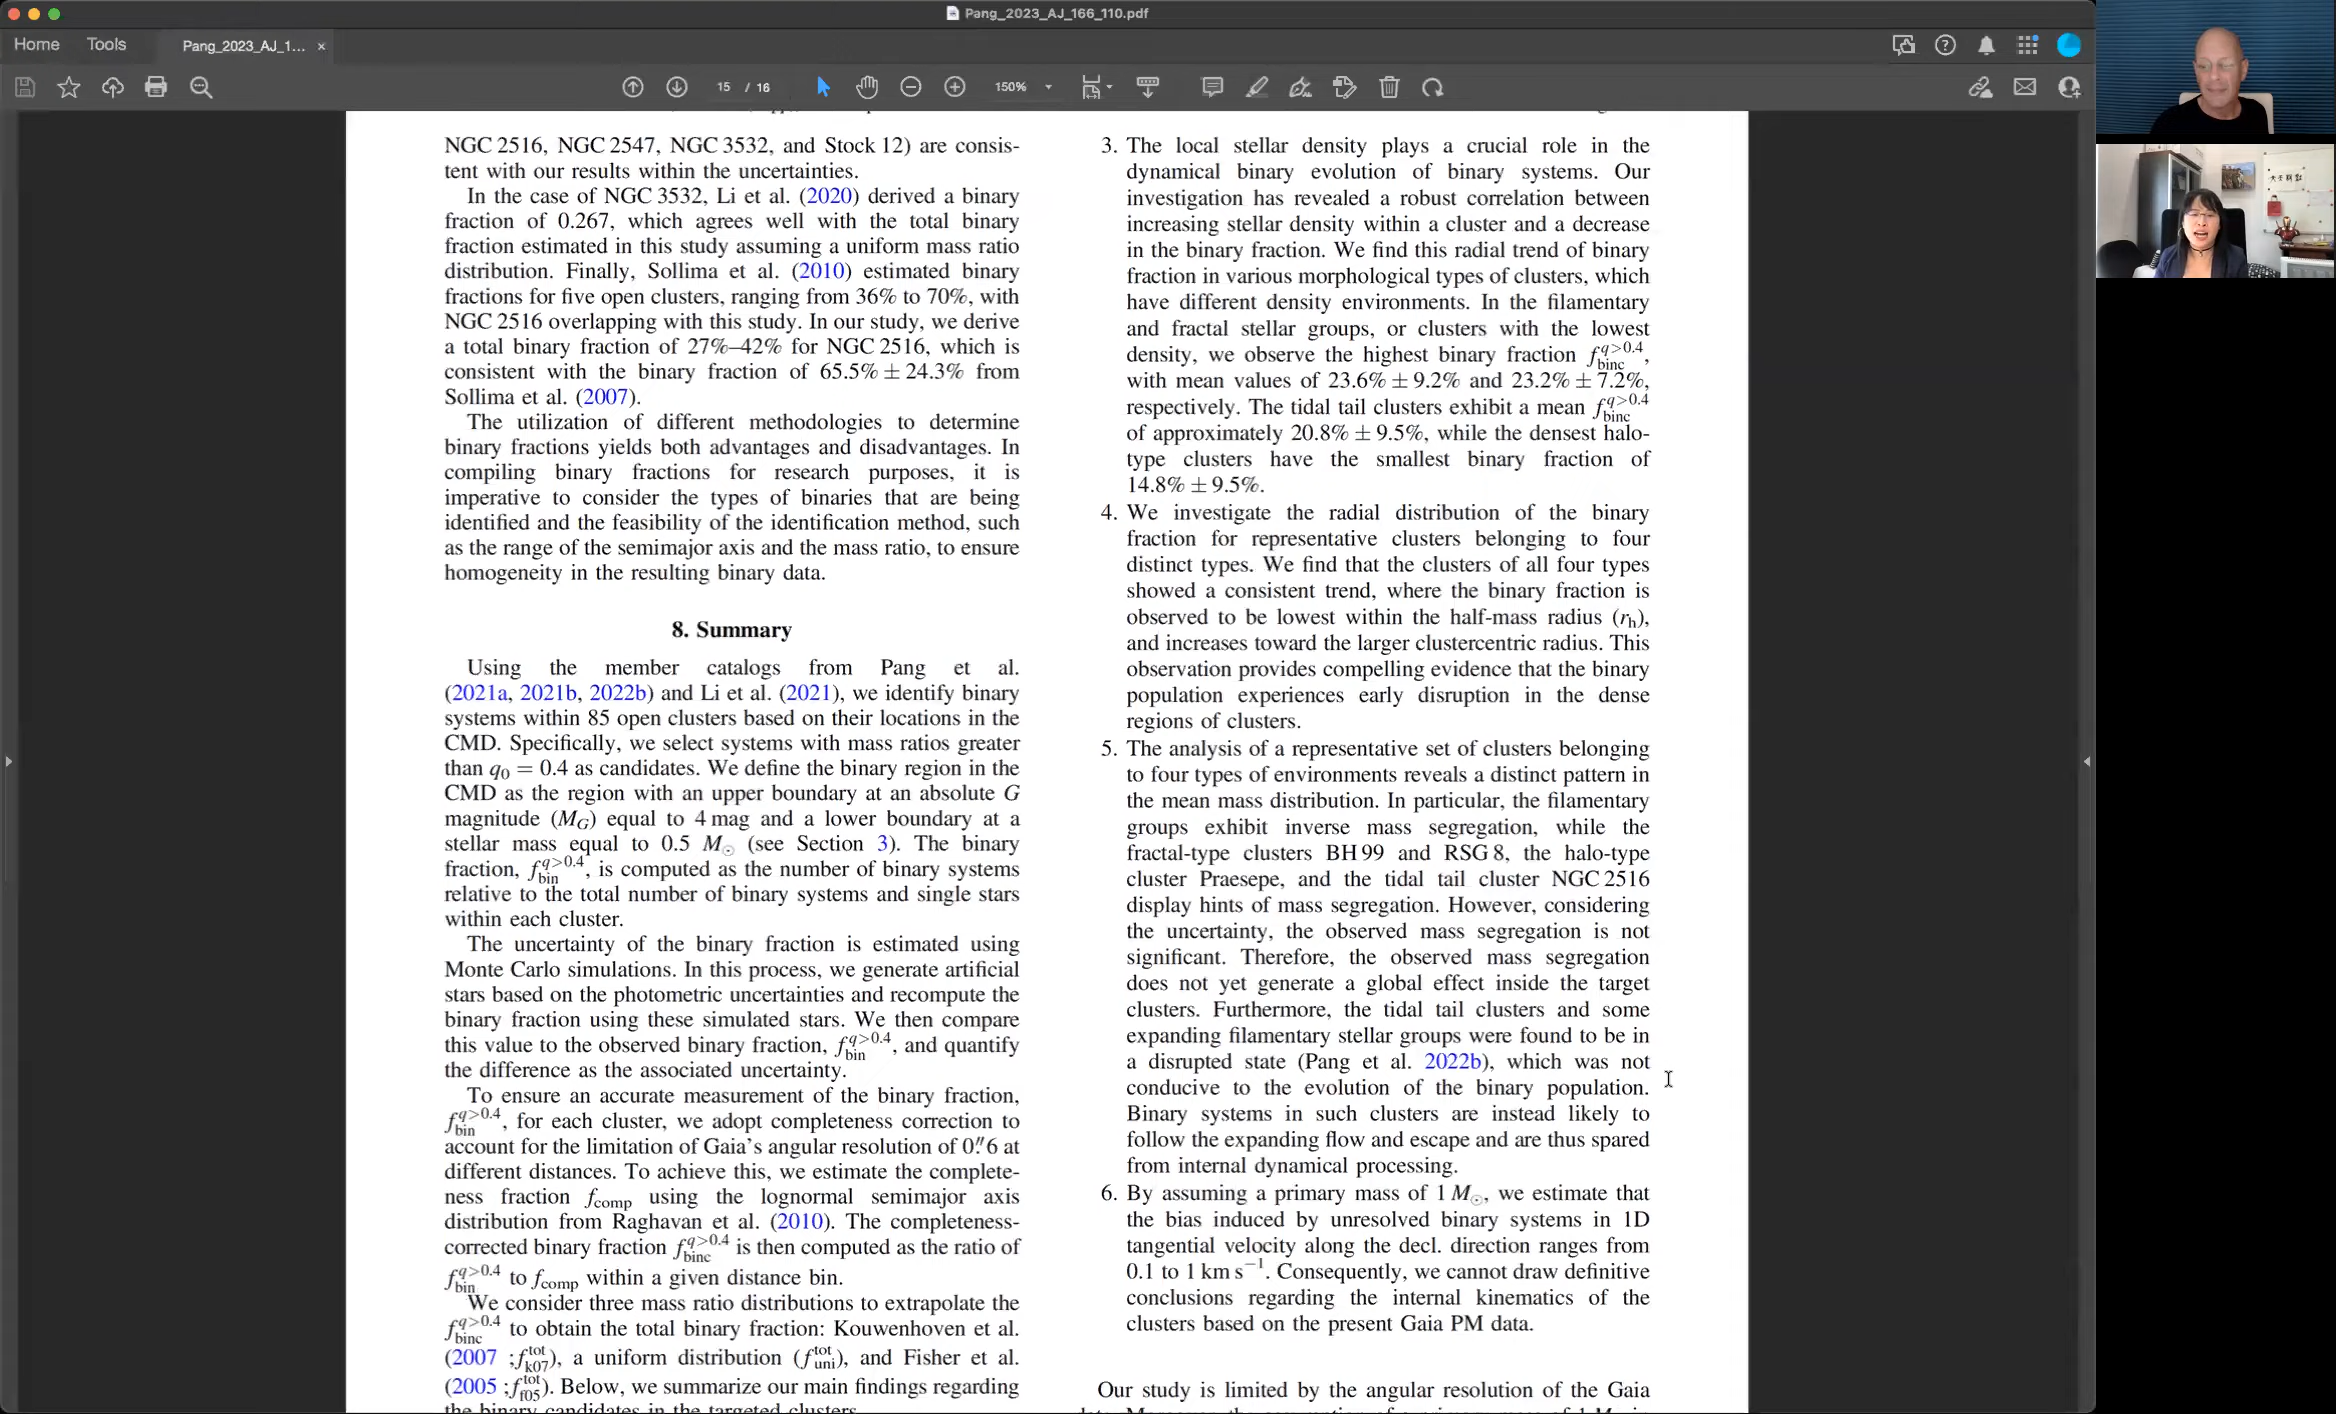 Pang_2023_AJ_166_110.pdf
Home
Tools
Pang_2023_AJ_1... ×
15 / 16
150%
NGC 2516, NGC 2547, NGC 3532, and Stock 12) are consis-
tent with our results within the uncertainties.
In the case of NGC 3532, Li et al. (2020) derived a binary
fraction of 0.267, which agrees well with the total binary
fraction estimated in this study assuming a uniform mass ratio
distribution. Finally, Sollima et al. (2010) estimated binary
fractions for five open clusters, ranging from 36% to 70%, with
NGC 2516 overlapping with this study. In our study, we derive
a total binary fraction of 27%–42% for NGC 2516, which is
consistent with the binary fraction of 65.5% ± 24.3% from
Sollima et al. (2007).
The utilization of different methodologies to determine
binary fractions yields both advantages and disadvantages. In
compiling binary fractions for research purposes, it is
imperative to consider the types of binaries that are being
identified and the feasibility of the identification method, such
as the range of the semimajor axis and the mass ratio, to ensure
homogeneity in the resulting binary data.
8. Summary
Using the member catalogs from Pang et al.
(2021a, 2021b, 2022b) and Li et al. (2021), we identify binary
systems within 85 open clusters based on their locations in the
CMD. Specifically, we select systems with mass ratios greater
than q₀ = 0.4 as candidates. We define the binary region in the
CMD as the region with an upper boundary at an absolute G
magnitude (M_G) equal to 4 mag and a lower boundary at a
stellar mass equal to 0.5 M☉ (see Section 3). The binary
fraction, f_bin^q>0.4, is computed as the number of binary systems
relative to the total number of binary systems and single stars
within each cluster.
The uncertainty of the binary fraction is estimated using
Monte Carlo simulations. In this process, we generate artificial
stars based on the photometric uncertainties and recompute the
binary fraction using these simulated stars. We then compare
this value to the observed binary fraction, f_bin^q>0.4, and quantify
the difference as the associated uncertainty.
To ensure an accurate measurement of the binary fraction,
f_bin^q>0.4, for each cluster, we adopt completeness correction to
account for the limitation of Gaia's angular resolution of 0.″6 at
different distances. To achieve this, we estimate the complete-
ness fraction f_comp using the lognormal semimajor axis
distribution from Raghavan et al. (2010). The completeness-
corrected binary fraction f_binc^q>0.4 is then computed as the ratio of
f_bin^q>0.4 to f_comp within a given distance bin.
We consider three mass ratio distributions to extrapolate the
f_binc^q>0.4 to obtain the total binary fraction: Kouwenhoven et al.
(2007 ;f_k07^tot), a uniform distribution (f_uni^tot), and Fisher et al.
(2005 ;f_f05^tot). Below, we summarize our main findings regarding
the binary candidates in the targeted clusters.
3. The local stellar density plays a crucial role in the
dynamical binary evolution of binary systems. Our
investigation has revealed a robust correlation between
increasing stellar density within a cluster and a decrease
in the binary fraction. We find this radial trend of binary
fraction in various morphological types of clusters, which
have different density environments. In the filamentary
and fractal stellar groups, or clusters with the lowest
density, we observe the highest binary fraction f_binc^q>0.4,
with mean values of 23.6% ± 9.2% and 23.2% ± 7.2%,
respectively. The tidal tail clusters exhibit a mean f_binc^q>0.4
of approximately 20.8% ± 9.5%, while the densest halo-
type clusters have the smallest binary fraction of
14.8% ± 9.5%.
4. We investigate the radial distribution of the binary
fraction for representative clusters belonging to four
distinct types. We find that the clusters of all four types
showed a consistent trend, where the binary fraction is
observed to be lowest within the half-mass radius (r_h),
and increases toward the larger clustercentric radius. This
observation provides compelling evidence that the binary
population experiences early disruption in the dense
regions of clusters.
5. The analysis of a representative set of clusters belonging
to four types of environments reveals a distinct pattern in
the mean mass distribution. In particular, the filamentary
groups exhibit inverse mass segregation, while the
fractal-type clusters BH 99 and RSG 8, the halo-type
cluster Praesepe, and the tidal tail cluster NGC 2516
display hints of mass segregation. However, considering
the uncertainty, the observed mass segregation is not
significant. Therefore, the observed mass segregation
does not yet generate a global effect inside the target
clusters. Furthermore, the tidal tail clusters and some
expanding filamentary stellar groups were found to be in
a disrupted state (Pang et al. 2022b), which was not
conducive to the evolution of the binary population.
Binary systems in such clusters are instead likely to
follow the expanding flow and escape and are thus spared
from internal dynamical processing.
6. By assuming a primary mass of 1 M☉, we estimate that
the bias induced by unresolved binary systems in 1D
tangential velocity along the decl. direction ranges from
0.1 to 1 km s⁻¹. Consequently, we cannot draw definitive
conclusions regarding the internal kinematics of the
clusters based on the present Gaia PM data.
Our study is limited by the angular resolution of the Gaia